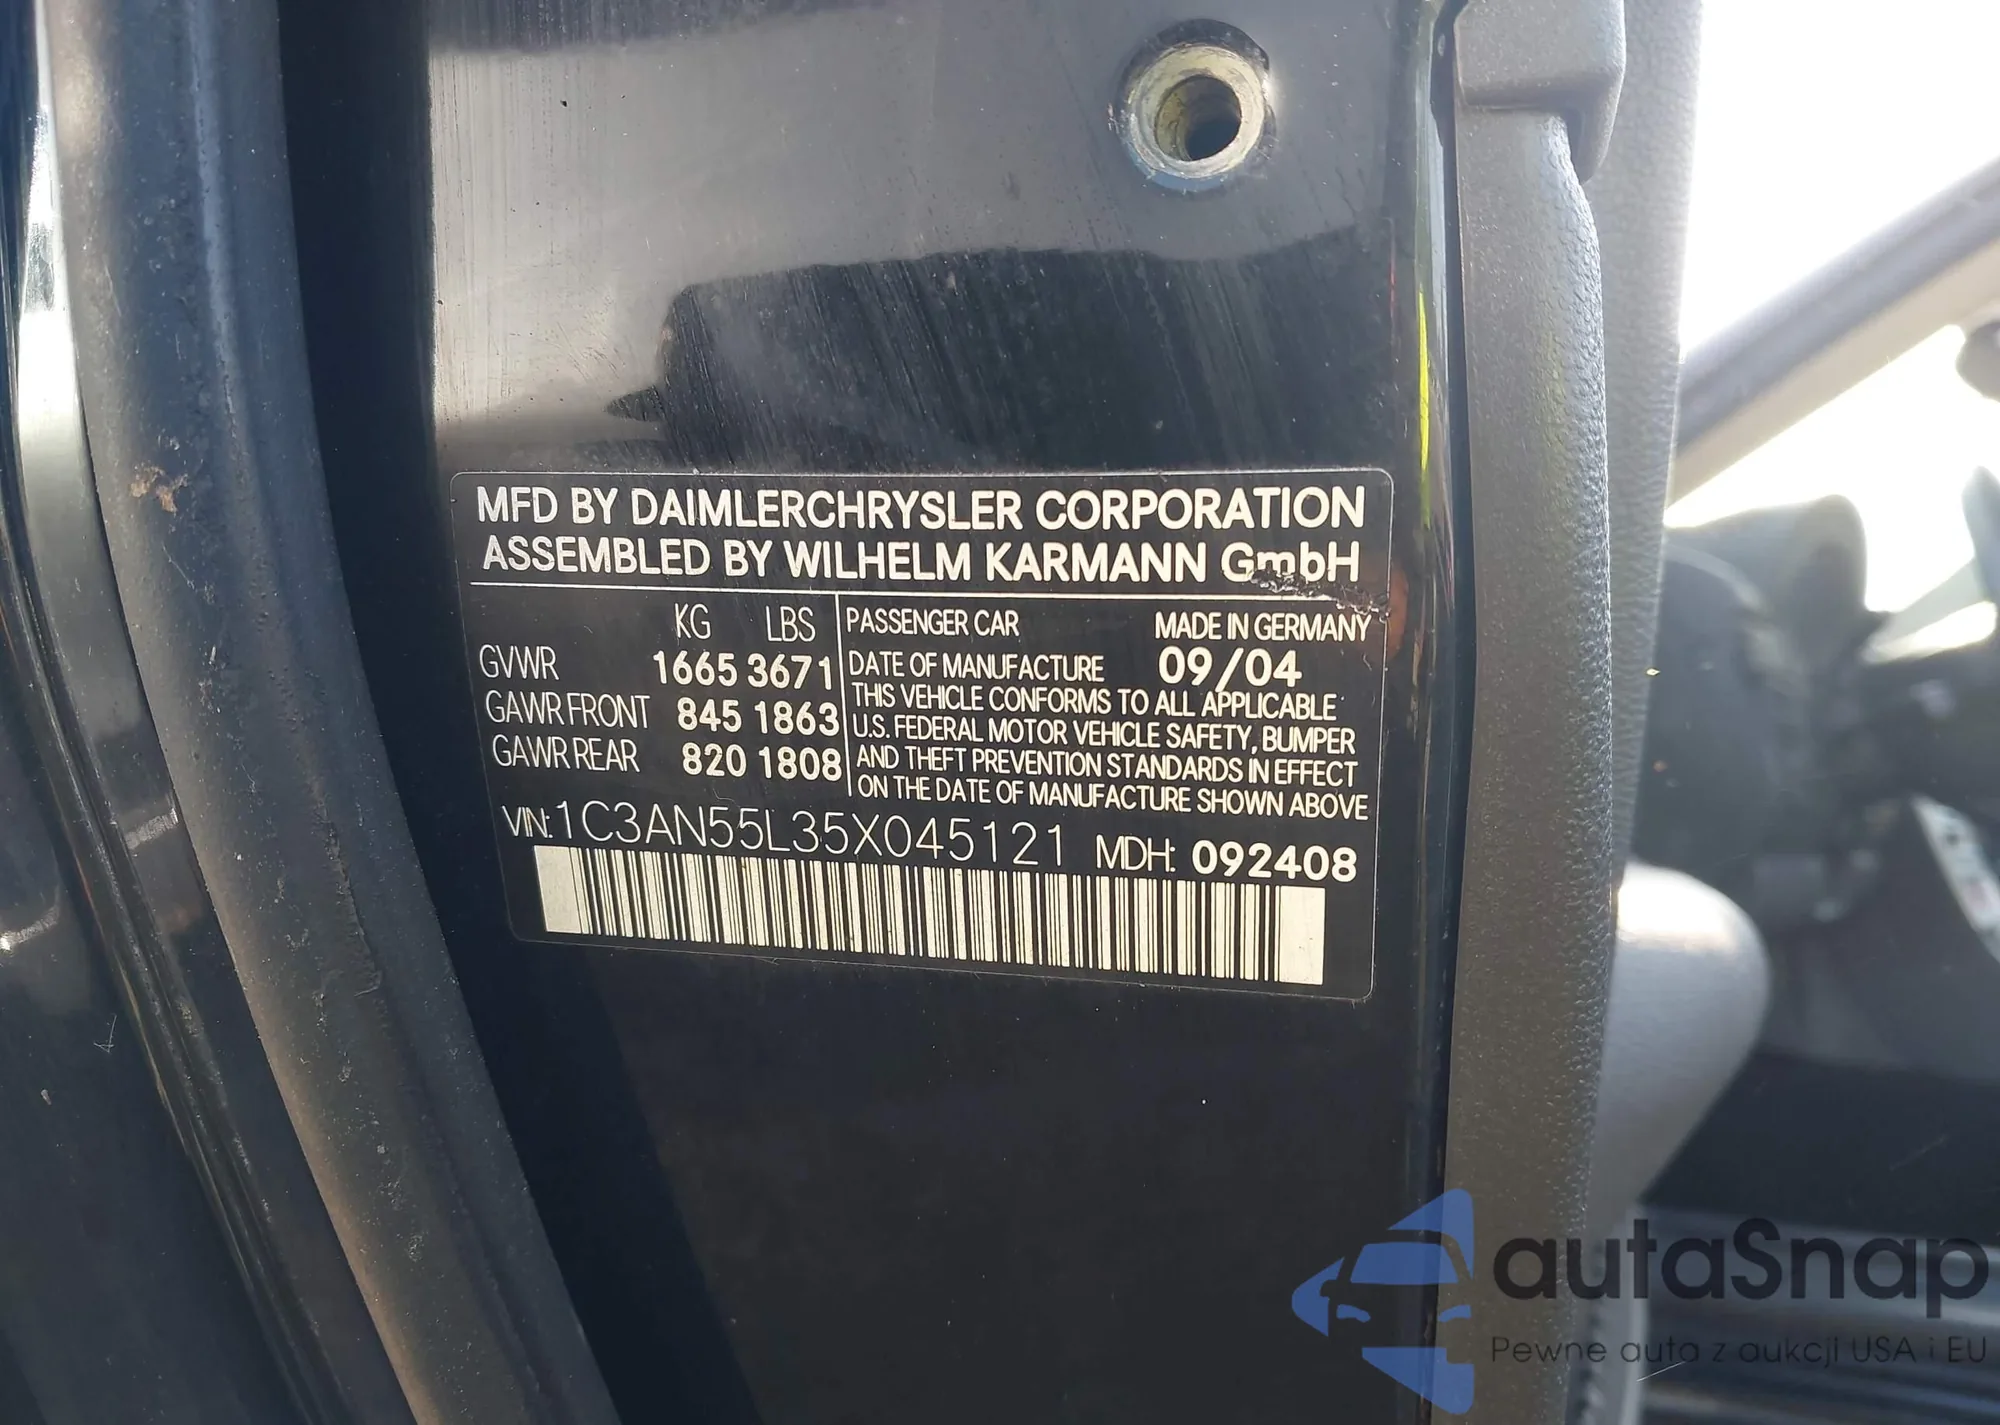 MFD BY DAIMLERCHRYSLER CORPORATION
ASSEMBLED BY WILHELM KARMANN GmbH
KG LBS
GVWR 1665 3671
GAWR FRONT 845 1863
GAWR REAR 820 1808
PASSENGER CAR MADE IN GERMANY
DATE OF MANUFACTURE 09/04
THIS VEHICLE CONFORMS TO ALL APPLICABLE
U.S. FEDERAL MOTOR VEHICLE SAFETY, BUMPER
AND THEFT PREVENTION STANDARDS IN EFFECT
ON THE DATE OF MANUFACTURE SHOWN ABOVE
VIN: 1C3AN55L35X045121 MDH: 092408
autaSnap
Pewne auta z aukcji USA i EU